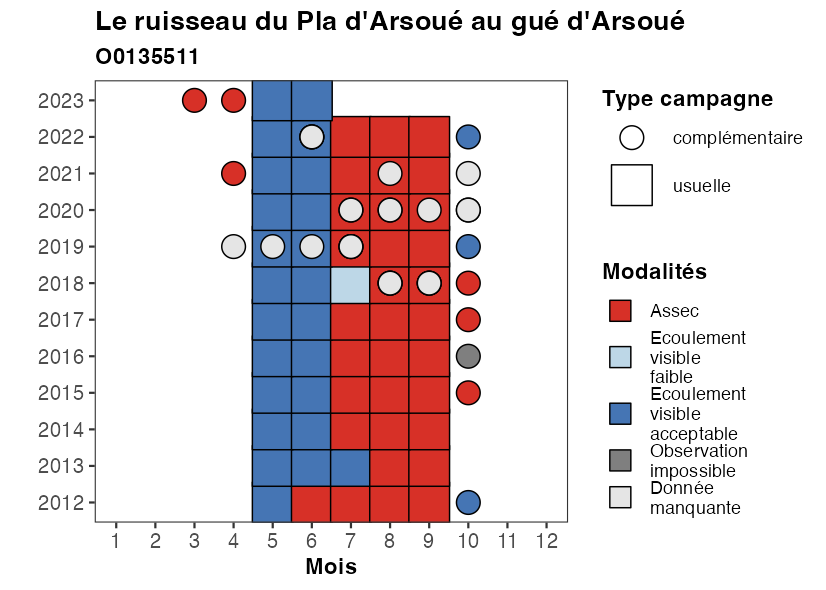 Le ruisseau du Pla d'Arsoué au gué d'Arsoué
O0135511
2023
2022
2021
2020
2019
2018
2017
2016
2015
2014
2013
2012
1 2 3 4 5 6 7 8 9 10 11 12
Mois
Type campagne
complémentaire
usuelle
Modalités
Assec
Ecoulement
visible
faible
Ecoulement
visible
acceptable
Observation
impossible
Donnée
manquante